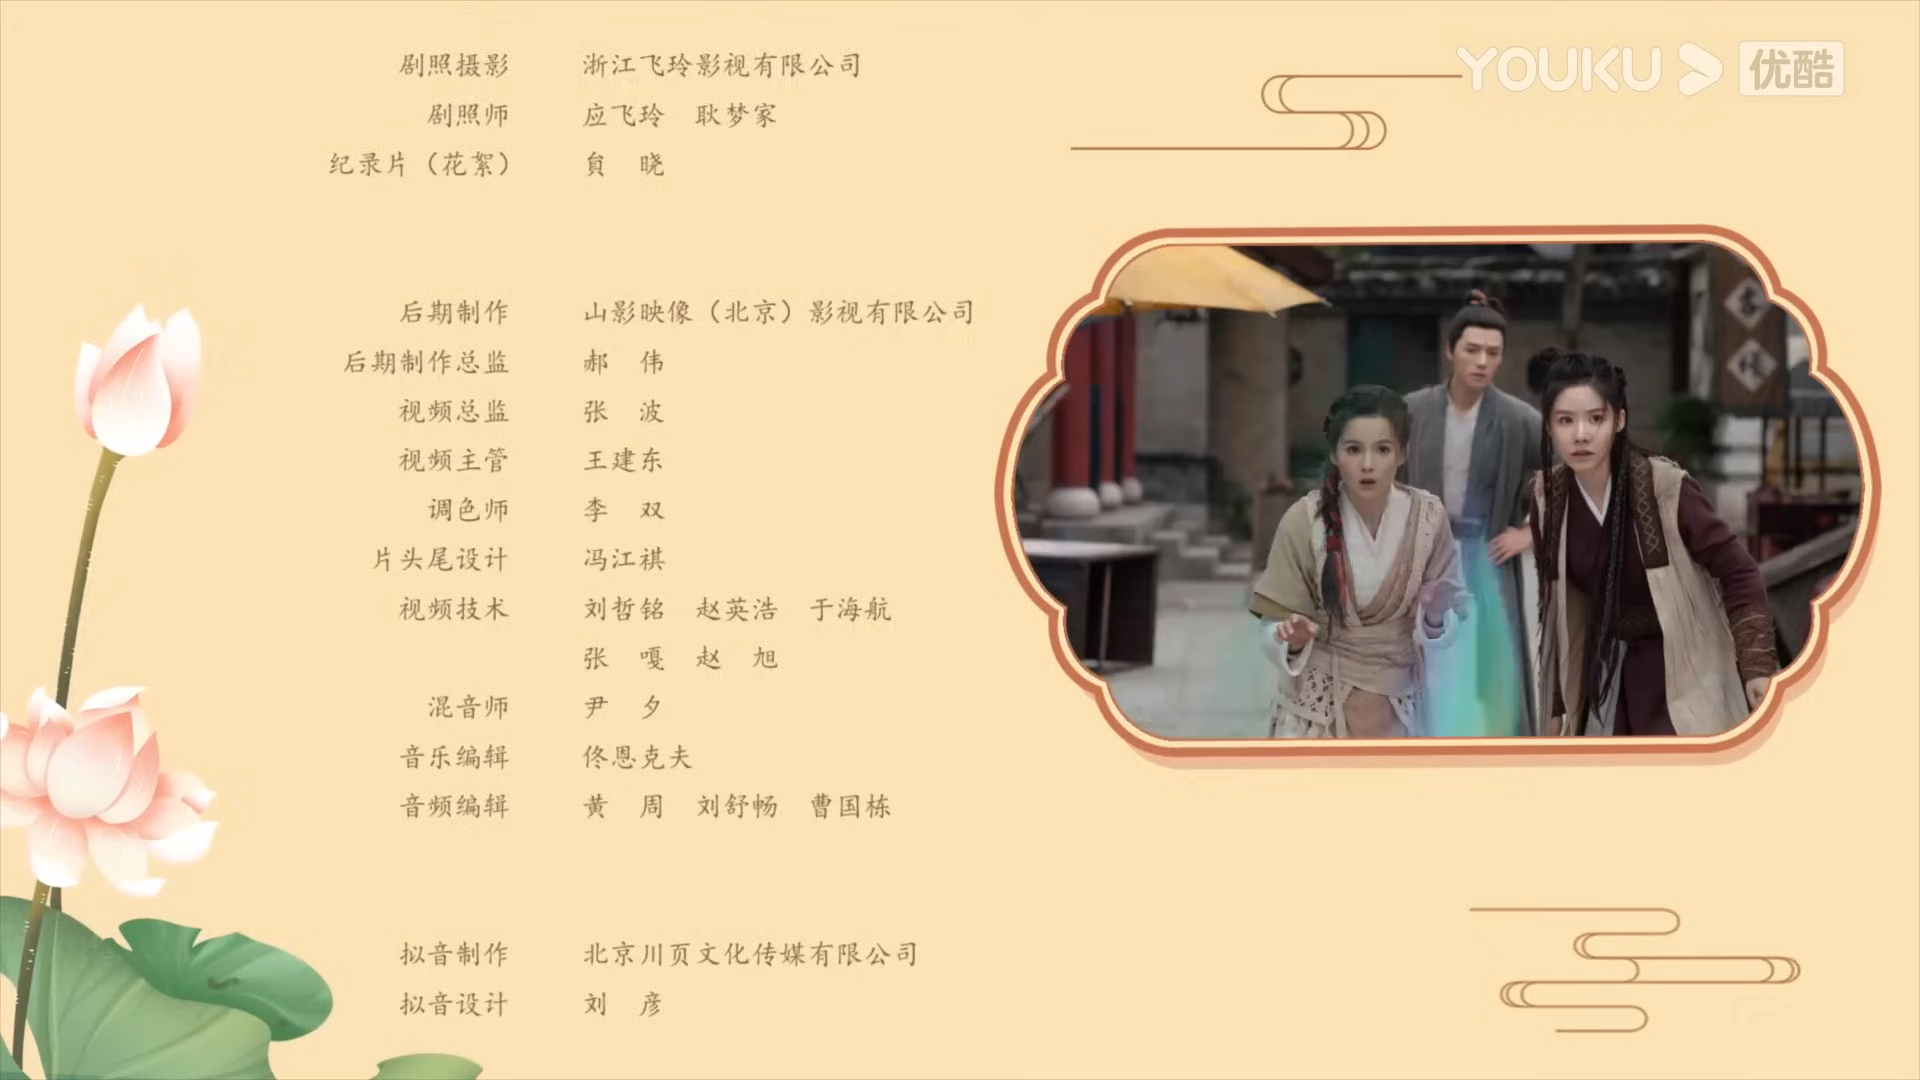 剧照摄影 浙江飞玲影视有限公司
剧照师 应飞玲 耿梦家
纪录片（花絮） 貟 晓
后期制作 山影映像（北京）影视有限公司
后期制作总监 郝 伟
视频总监 张 波
视频主管 王建东
调色师 李 双
片头尾设计 冯江祺
视频技术 刘哲铭 赵英浩 于海航
张 嘎 赵 旭
混音师 尹 夕
音乐编辑 佟恩克夫
音频编辑 黄 周 刘舒畅 曹国栋
拟音制作 北京川页文化传媒有限公司
拟音设计 刘 彦
YOUKU 优酷